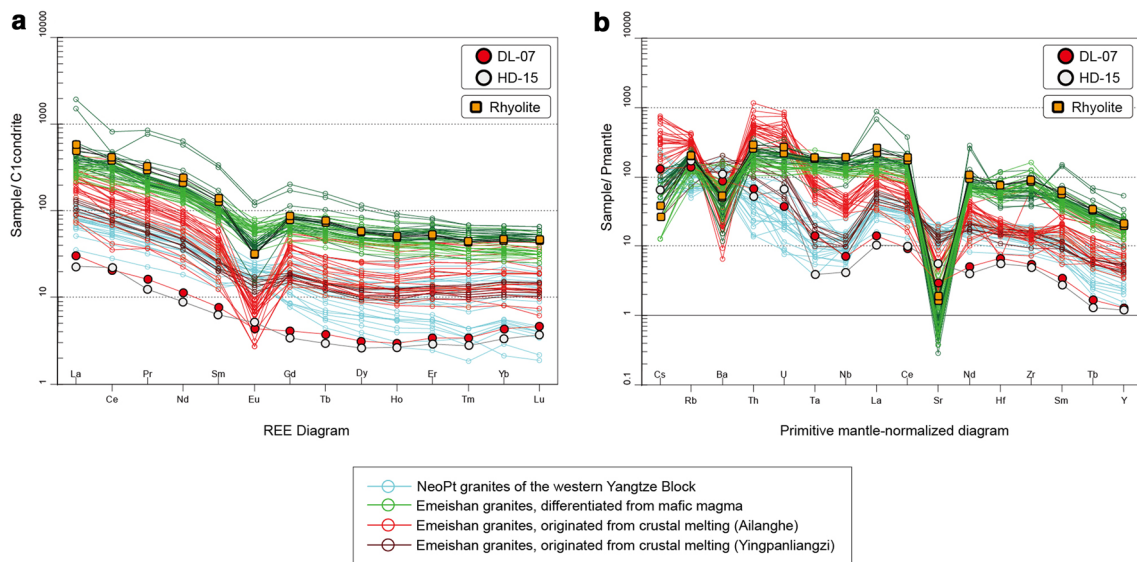 a
Sample/ C1condrite
10000
1000
100
10
1
DL-07
HD-15
Rhyolite
La Pr Nd Sm Eu Gd Tb Dy Ho Er Tm Yb Lu
Ce
REE Diagram
b
Sample/ Pmantle
10000
1000
100
10
1
0.1
DL-07
HD-15
Rhyolite
Cs Ba Th U Ta Nb La Ce Sr Nd Hf Zr Sm Tb Y
Rb
Primitive mantle-normalized diagram
NeoPt granites of the western Yangtze Block
Emeishan granites, differentiated from mafic magma
Emeishan granites, originated from crustal melting (Ailanghe)
Emeishan granites, originated from crustal melting (Yingpanliangzi)